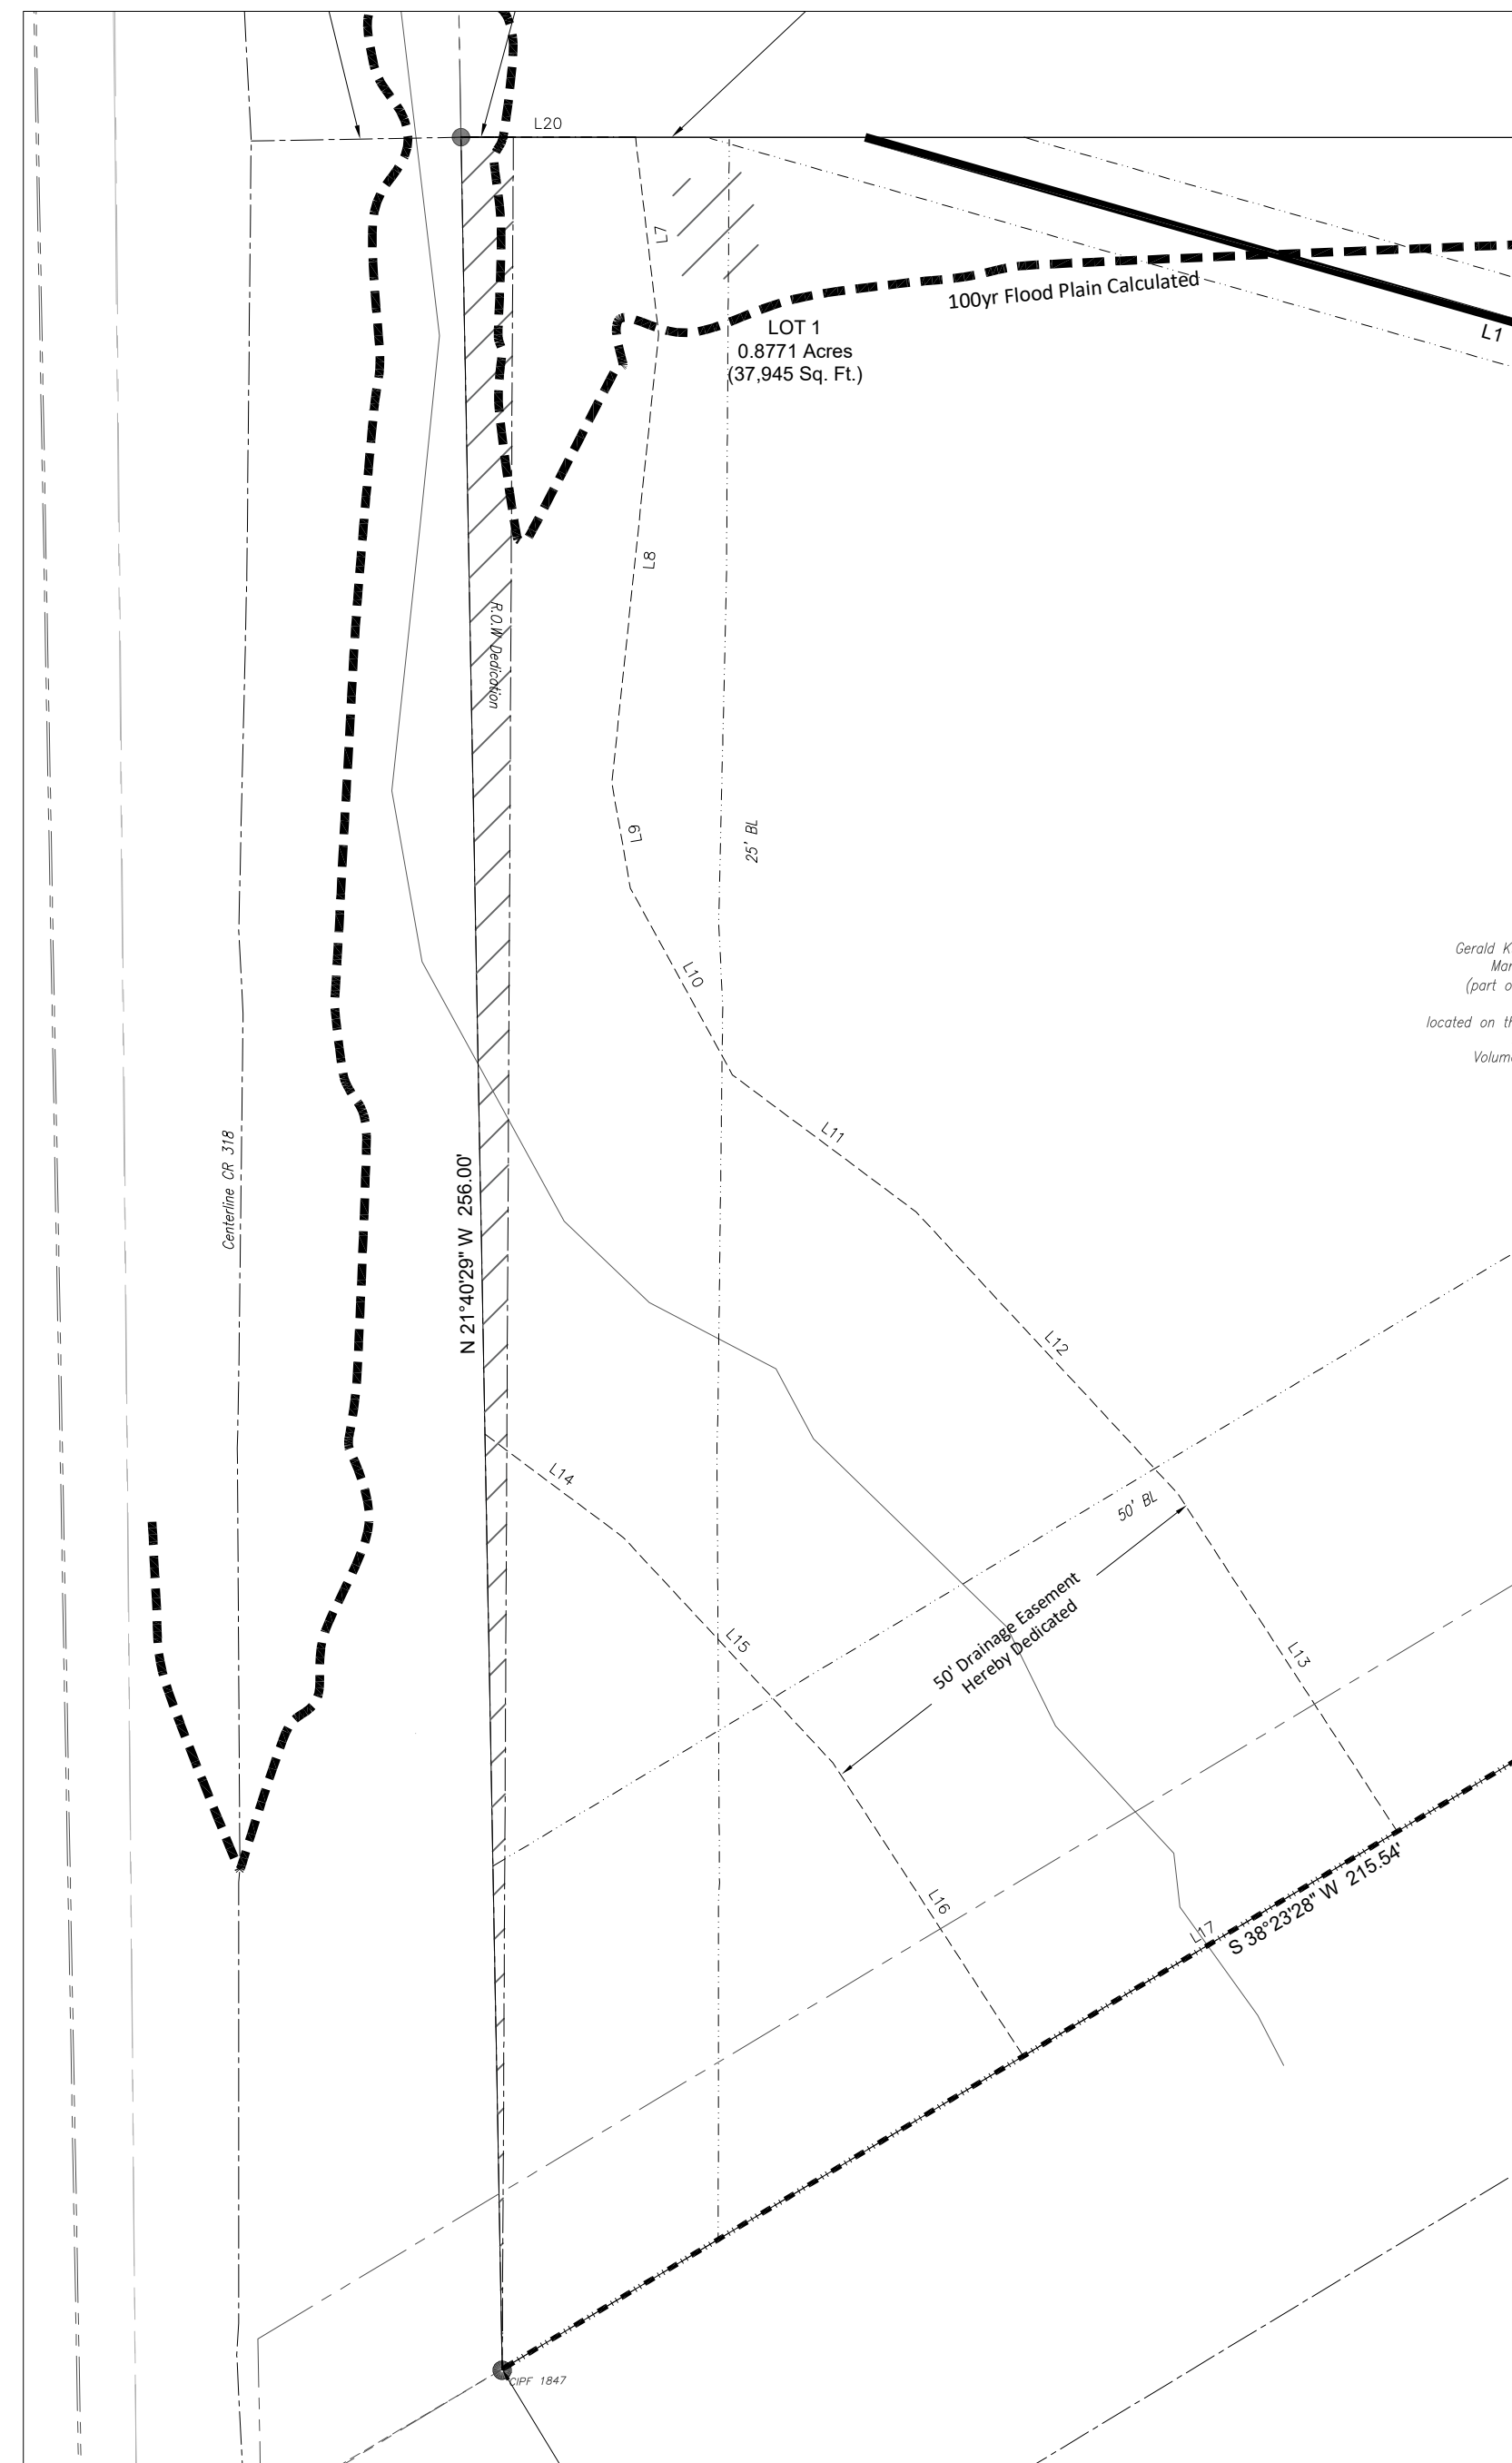 L20
L7
100yr Flood Plain Calculated
LOT 1
0.8771 Acres
(37,945 Sq. Ft.)
L1
L8
R.O.W Dedication
25' BL
L9
Gerald K
Mar
(part o
located on th
Volume
L10
L11
Centerline CR 318
N 21°40'29" W 256.00'
L12
L14
50' BL
50' Drainage Easement
Hereby Dedicated
L15
L13
L16
L17
S 38°23'28" W 215.54'
CIPF 1847